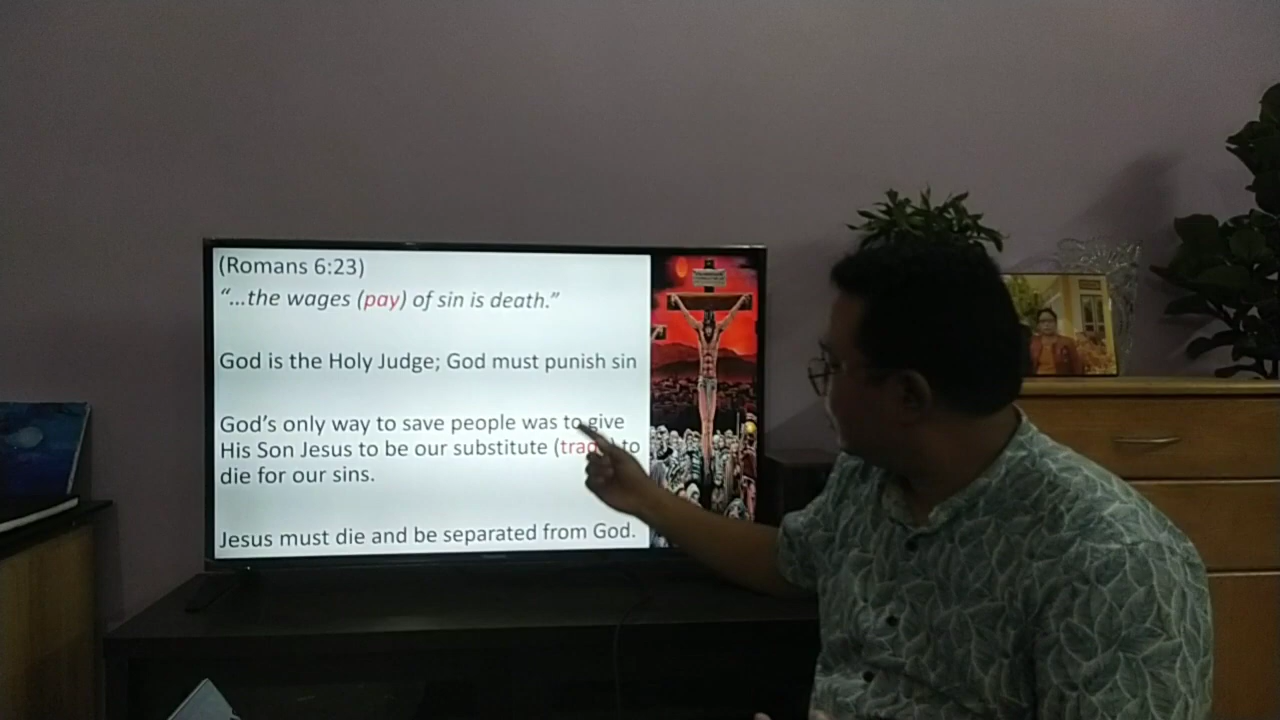 (Romans 6:23)
“...the wages (pay) of sin is death.”
God is the Holy Judge; God must punish sin
God’s only way to save people was to give
His Son Jesus to be our substitute ( to
die for our sins.
Jesus must die and be separated from God.